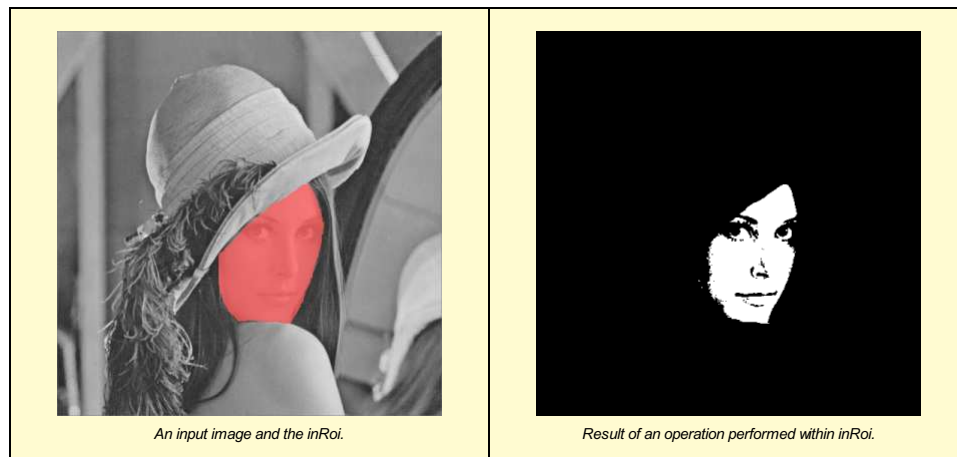 An input image and the inRoi.
Result of an operation performed within inRoi.